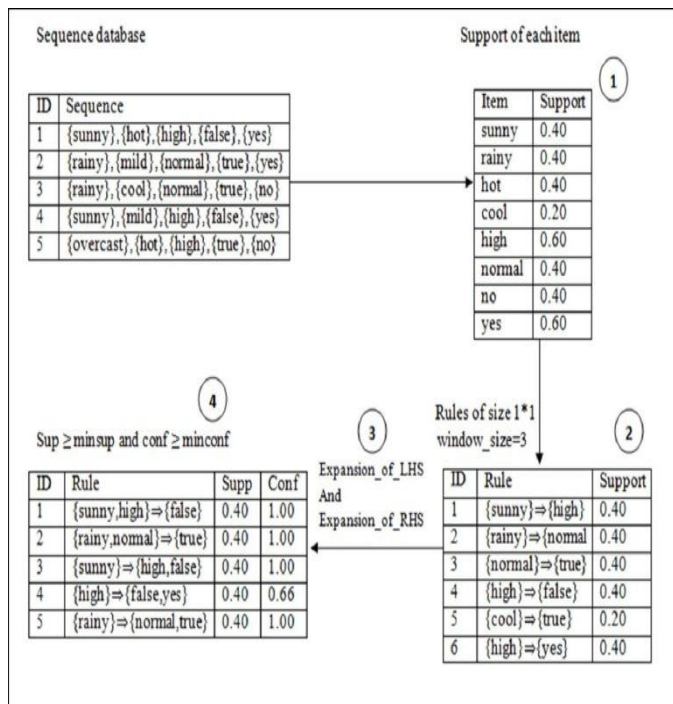 Sequence database
ID Sequence
1 {sunny},{hot},{high},{false},{yes}
2 {rainy},{mild},{normal},{true},{yes}
3 {rainy},{cool},{normal},{true},{no}
4 {sunny},{mild},{high},{false},{yes}
5 {overcast},{hot},{high},{true},{no}
Support of each item
1
Item Support
sunny 0.40
rainy 0.40
hot 0.40
cool 0.20
high 0.60
normal 0.40
no 0.40
yes 0.60
Rules of size 1*1
window_size=3
2
ID Rule Support
1 {sunny}⇒{high} 0.40
2 {rainy}⇒{normal 0.40
3 {normal}⇒{true} 0.40
4 {high}⇒{false} 0.40
5 {cool}⇒{true} 0.20
6 {high}⇒{yes} 0.40
3
Expansion_of_LHS
And
Expansion_of_RHS
4
Sup ≥minsup and conf ≥minconf
ID Rule Supp Conf
1 {sunny,high}⇒{false} 0.40 1.00
2 {rainy,normal}⇒{true} 0.40 1.00
3 {sunny}⇒{high,false} 0.40 1.00
4 {high}⇒{false,yes} 0.40 0.66
5 {rainy}⇒{normal,true} 0.40 1.00